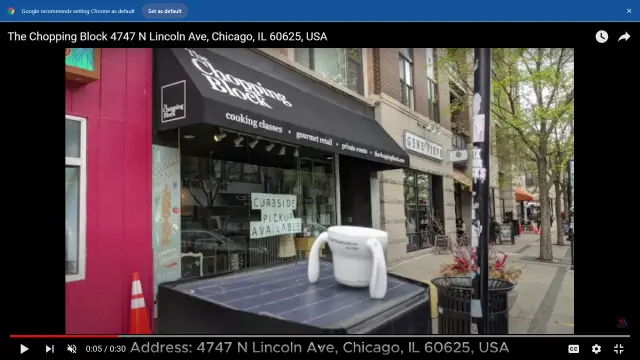 Google recommends setting Chrome as default
Set as default
The Chopping Block 4747 N Lincoln Ave, Chicago, IL 60625, USA
The
Chopping
Block
The
Chopping
Block
cooking classes • gourmet retail • private events • thechoppingblock.com
CURBSIDE
PICKUP
AVAILABLE
0:05 / 0:30
Address: 4747 N Lincoln Ave, Chicago, IL 60625, USA